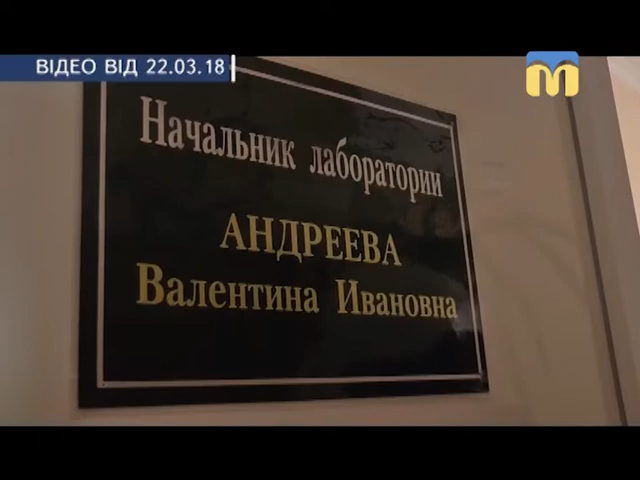 ВІДЕО ВІД 22.03.18
М
Начальник лаборатории
АНДРЕЕВА
Валентина Ивановна